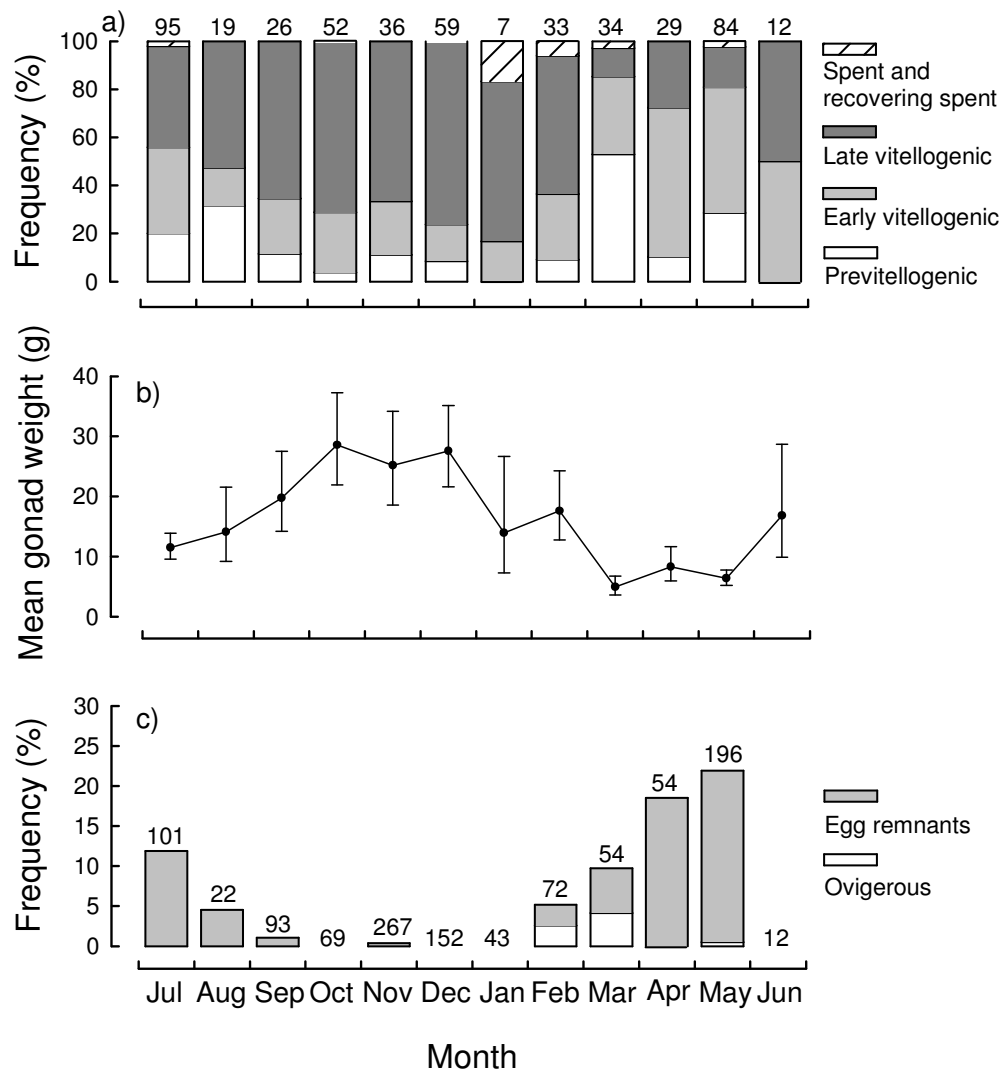 a)
95 19 26 52 36 59 7 33 34 29 84 12
Frequency (%)
100
80
60
40
20
0
Spent and
recovering spent
Late vitellogenic
Early vitellogenic
Previtellogenic
b)
Mean gonad weight (g)
40
30
20
10
0
c)
Frequency (%)
30
25
20
15
10
5
0
101 22 93 69 267 152 43 72 54 54 196 12
Egg remnants
Ovigerous
Jul Aug Sep Oct Nov Dec Jan Feb Mar Apr May Jun
Month